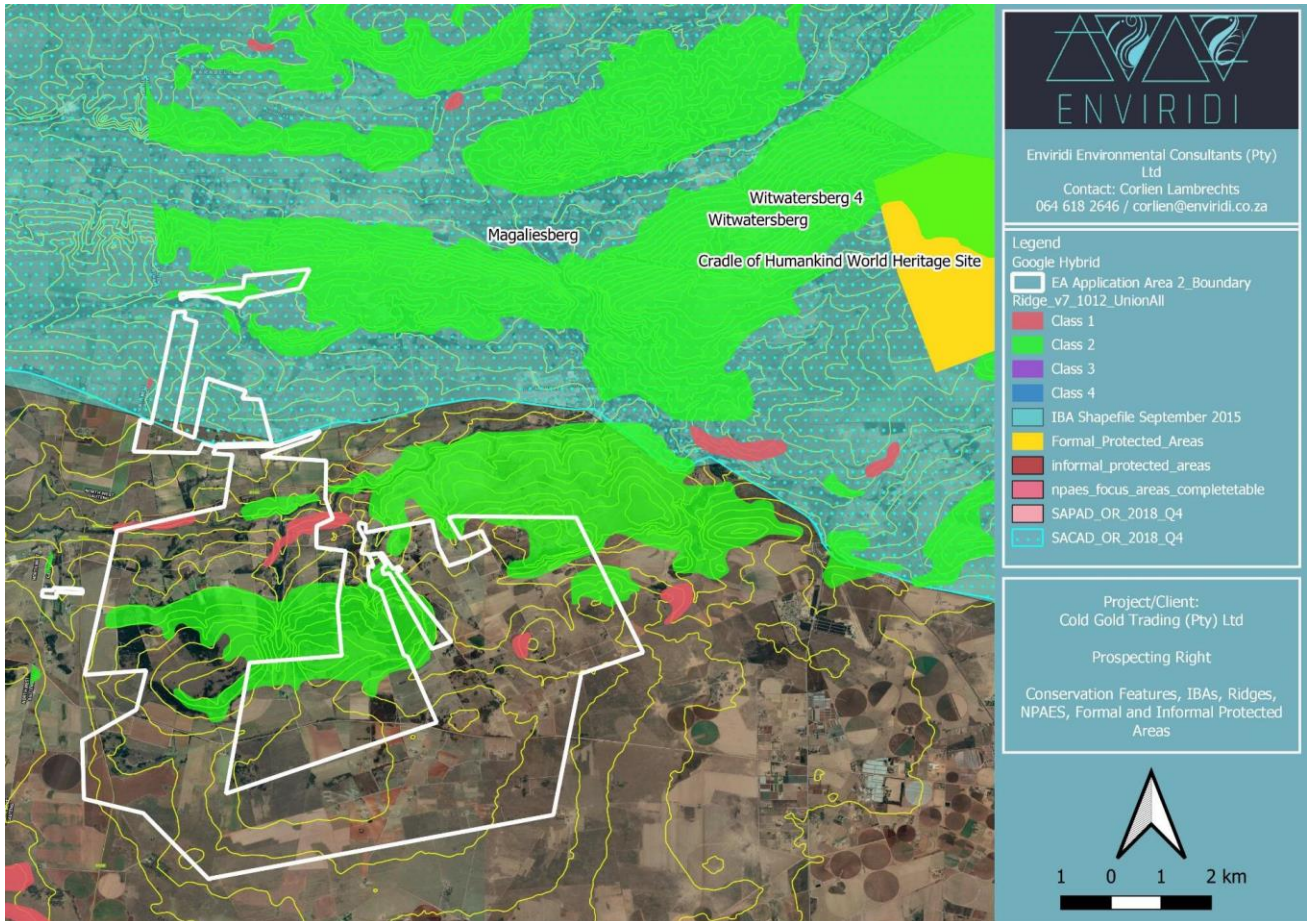 Witwatersberg 4
Witwatersberg
Magaliesberg
Cradle of Humankind World Heritage Site
ENVIRIDI
Enviridi Environmental Consultants (Pty)
Ltd
Contact: Corlien Lambrechts
064 618 2646 / corlien@enviridi.co.za
Legend
Google Hybrid
EA Application Area 2_Boundary
Ridge_v7_1012_UnionAll
Class 1
Class 2
Class 3
Class 4
IBA Shapefile September 2015
Formal_Protected_Areas
informal_protected_areas
npaes_focus_areas_completetable
SAPAD_OR_2018_Q4
SACAD_OR_2018_Q4
Project/Client:
Cold Gold Trading (Pty) Ltd
Prospecting Right
Conservation Features, IBAs, Ridges,
NPAES, Formal and Informal Protected
Areas
1 0 1 2 km